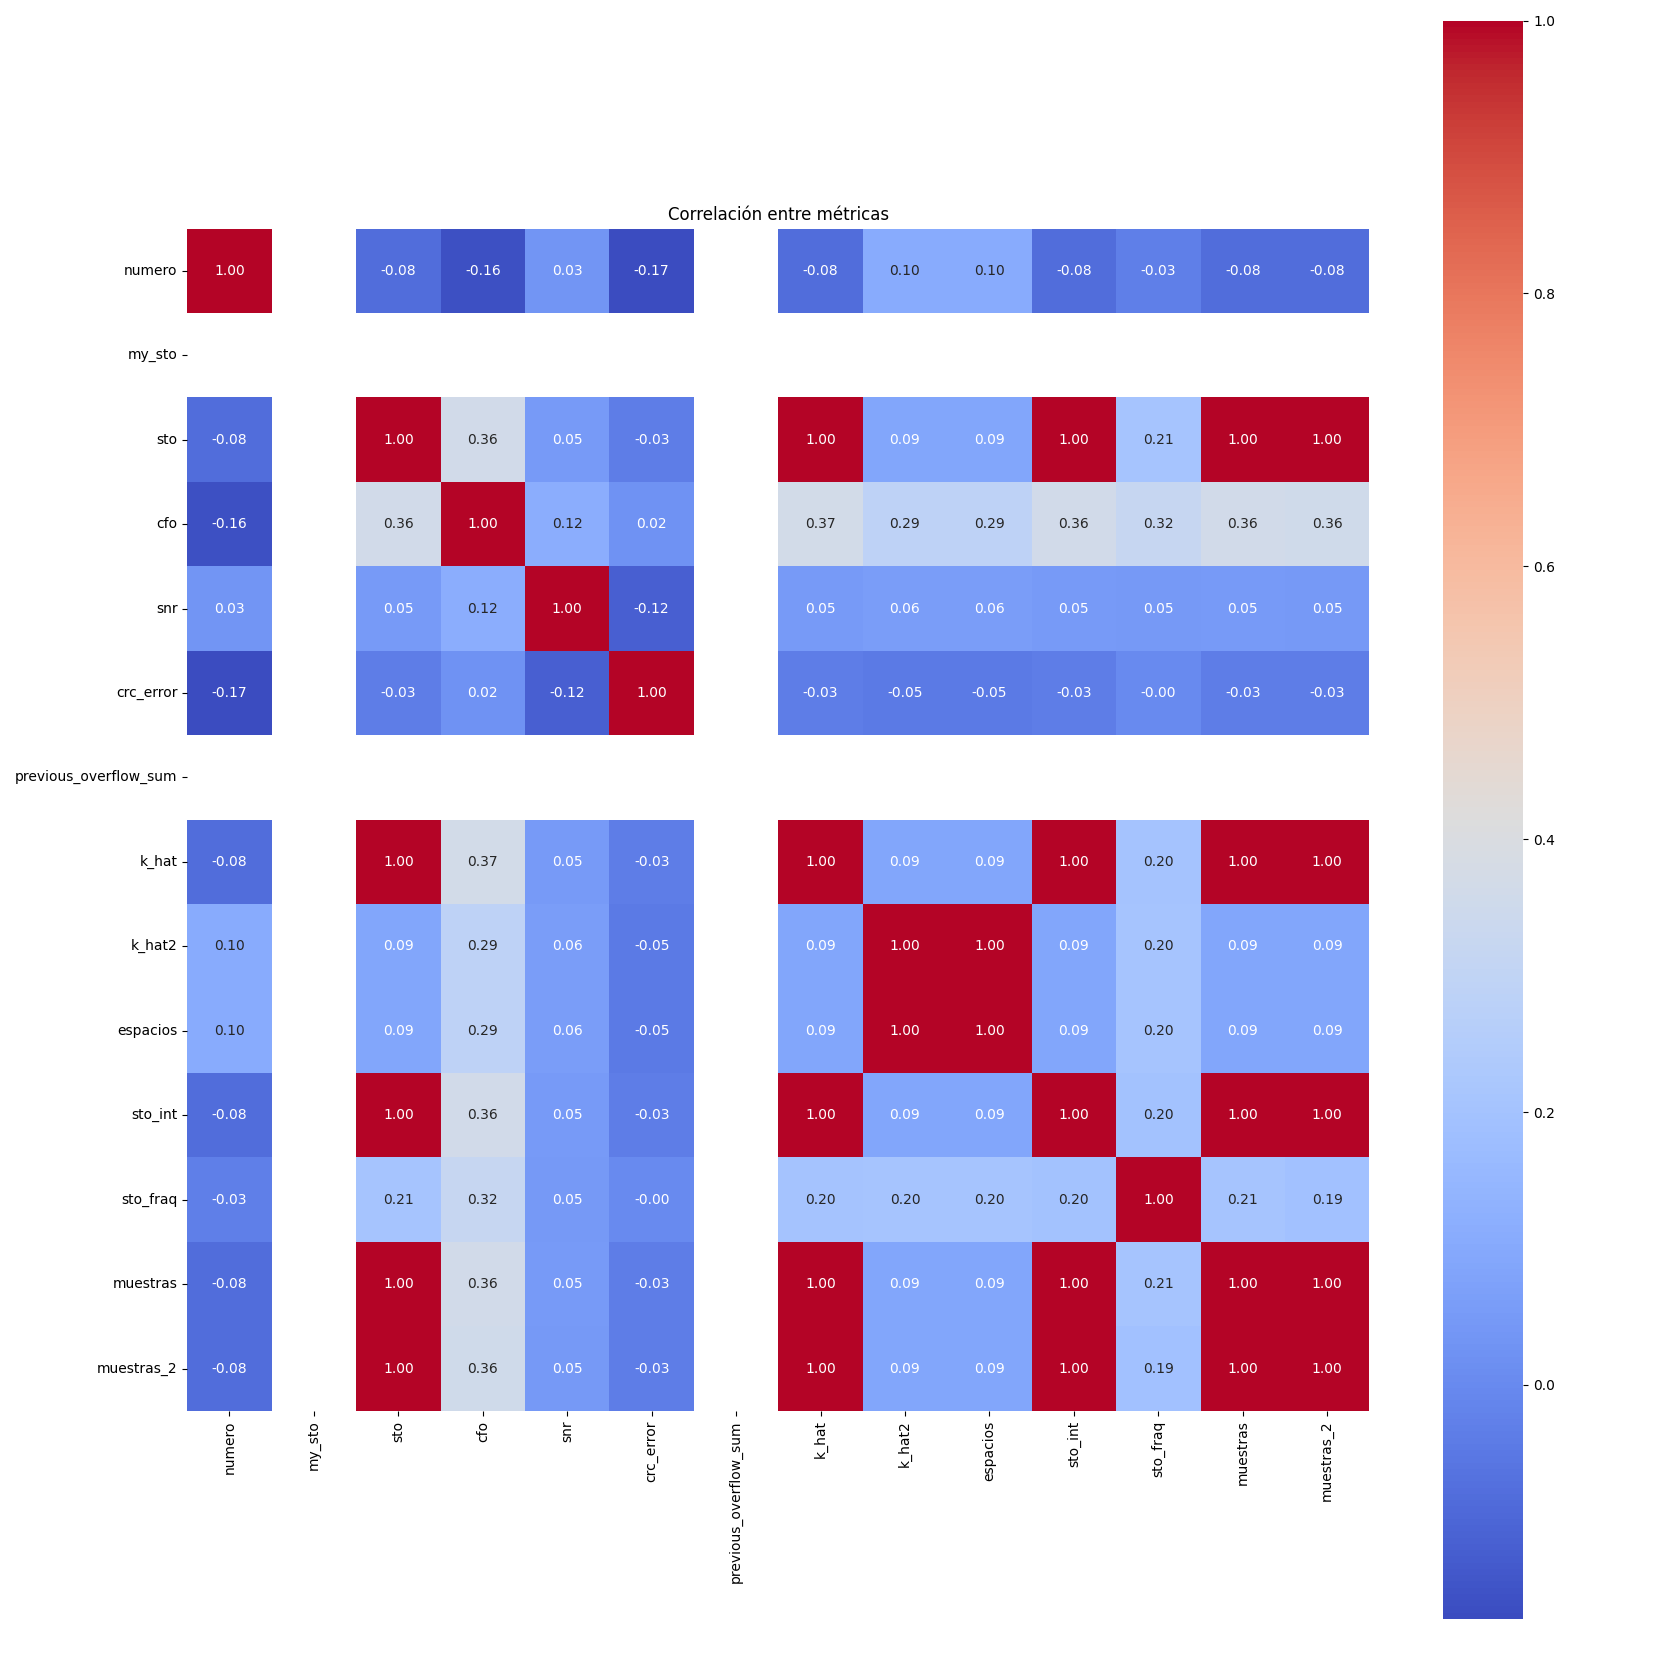 Correlación entre métricas
numero 1.00 -0.08 -0.16 0.03 -0.17 -0.08 0.10 0.10 -0.08 -0.03 -0.08 -0.08
my_sto
sto -0.08 1.00 0.36 0.05 -0.03 1.00 0.09 0.09 1.00 0.21 1.00 1.00
cfo -0.16 0.36 1.00 0.12 0.02 0.37 0.29 0.29 0.36 0.32 0.36 0.36
snr 0.03 0.05 0.12 1.00 -0.12 0.05 0.06 0.06 0.05 0.05 0.05 0.05
crc_error -0.17 -0.03 0.02 -0.12 1.00 -0.03 -0.05 -0.05 -0.03 -0.00 -0.03 -0.03
previous_overflow_sum
k_hat -0.08 1.00 0.37 0.05 -0.03 1.00 0.09 0.09 1.00 0.20 1.00 1.00
k_hat2 0.10 0.09 0.29 0.06 -0.05 0.09 1.00 1.00 0.09 0.20 0.09 0.09
espacios 0.10 0.09 0.29 0.06 -0.05 0.09 1.00 1.00 0.09 0.20 0.09 0.09
sto_int -0.08 1.00 0.36 0.05 -0.03 1.00 0.09 0.09 1.00 0.20 1.00 1.00
sto_fraq -0.03 0.21 0.32 0.05 -0.00 0.20 0.20 0.20 0.20 1.00 0.21 0.19
muestras -0.08 1.00 0.36 0.05 -0.03 1.00 0.09 0.09 1.00 0.21 1.00 1.00
muestras_2 -0.08 1.00 0.36 0.05 -0.03 1.00 0.09 0.09 1.00 0.19 1.00 1.00
numero my_sto sto cfo snr crc_error previous_overflow_sum k_hat k_hat2 espacios sto_int sto_fraq muestras muestras_2
1.0
0.8
0.6
0.4
0.2
0.0